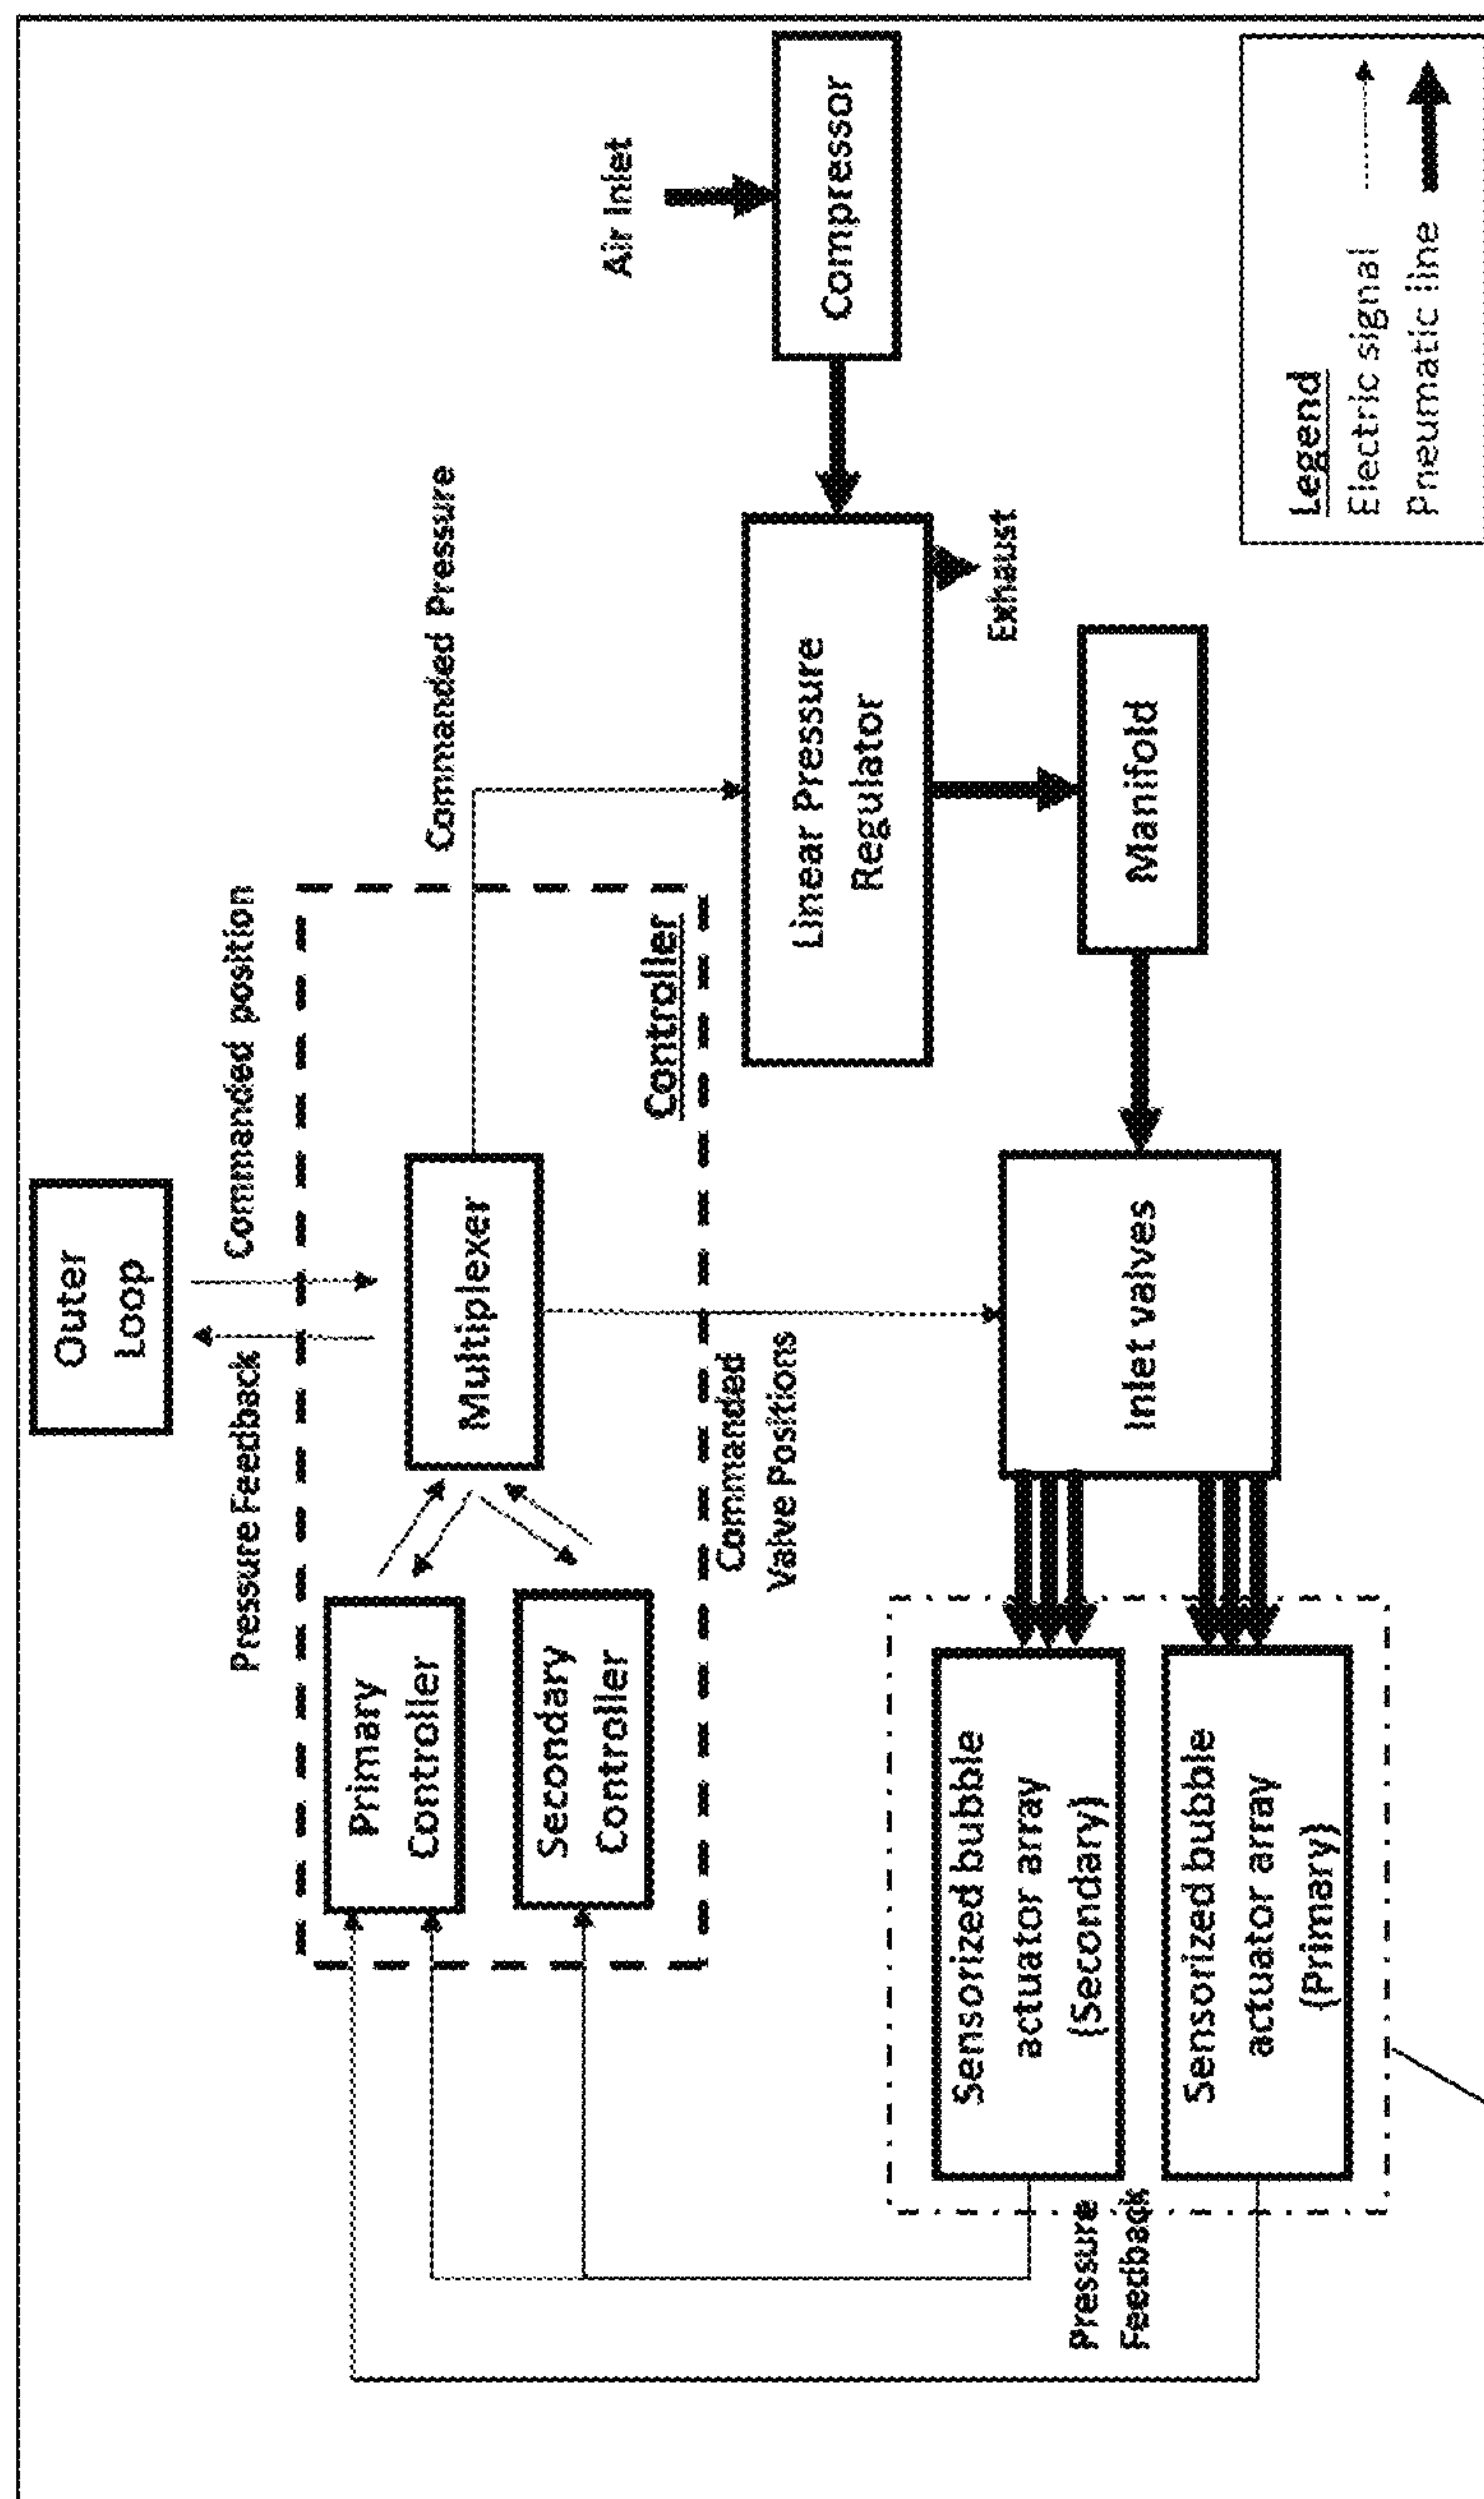 Outer
Loop
Pressure Feedback
Commanded position
Primary
Controller
Multiplexer
Commanded Pressure
Secondary
Controller
Controller
Air Inlet
Commanded
Valve Positions
Linear Pressure
Regulator
Compressor
Exhaust
Sensorized bubble
actuator array
(Secondary)
Inlet valves
Manifold
Pressure
Feedback
Sensorized bubble
actuator array
(Primary)
Legend
Electric signal
Pneumatic line